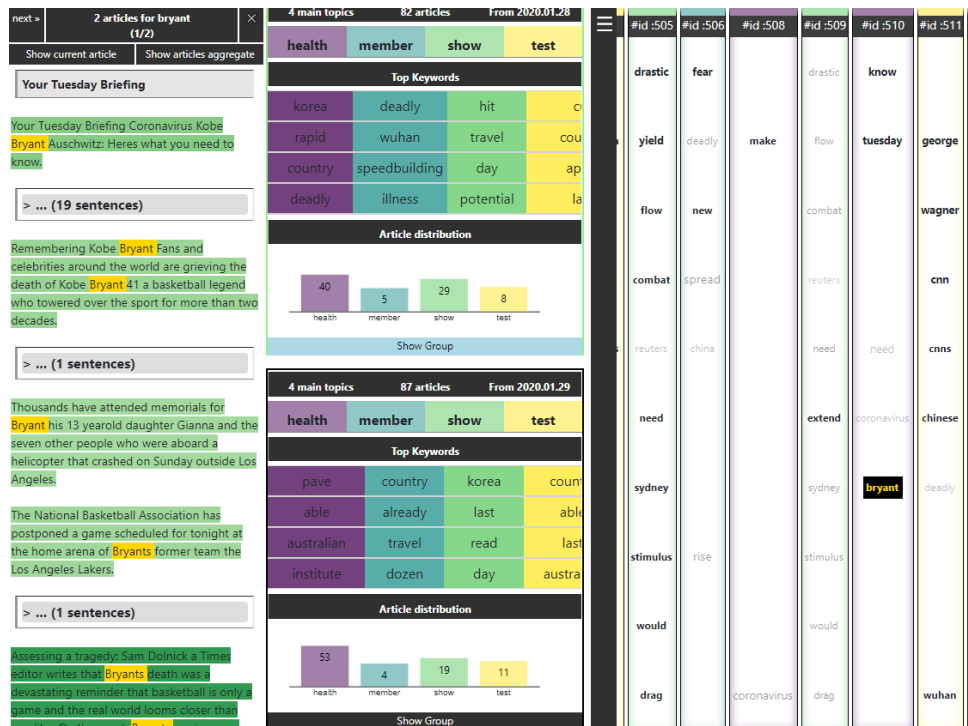 next »
2 articles for bryant
(1/2)
×
Show current article
Show articles aggregate
Your Tuesday Briefing
Your Tuesday Briefing Coronavirus Kobe
Bryant Auschwitz: Heres what you need to
know.
> ... (19 sentences)
Remembering Kobe Bryant Fans and
celebrities around the world are grieving the
death of Kobe Bryant 41 a basketball legend
who towered over the sport for more than two
decades.
> ... (1 sentences)
Thousands have attended memorials for
Bryant his 13 yearold daughter Gianna and the
seven other people who were aboard a
helicopter that crashed on Sunday outside Los
Angeles.
The National Basketball Association has
postponed a game scheduled for tonight at
the home arena of Bryants former team the
Los Angeles Lakers.
> ... (1 sentences)
Assessing a tragedy: Sam Dolnick a Times
editor writes that Bryants death was a
devastating reminder that basketball is only a
game and the real world looms closer than
4 main topics 82 articles From 2020.01.28
health member show test
Top Keywords
korea deadly hit
rapid wuhan travel cou
country speedbuilding day ap
deadly illness potential la
Article distribution
40 5 29 8
health member show test
Show Group
4 main topics 87 articles From 2020.01.29
health member show test
Top Keywords
pave country korea coun
able already last able
australian travel read last
institute dozen day austra
Article distribution
53 4 19 11
health member show test
Show Group
#id :505 #id :506 #id :508 #id :509 #id :510 #id :511
drastic fear drastic know
yield deadly make flow tuesday george
flow new combat wagner
combat spread reuters cnn
reuters china need need cnns
need extend coronavirus chinese
sydney sydney bryant deadly
stimulus rise stimulus
would would
drag coronavirus drag wuhan